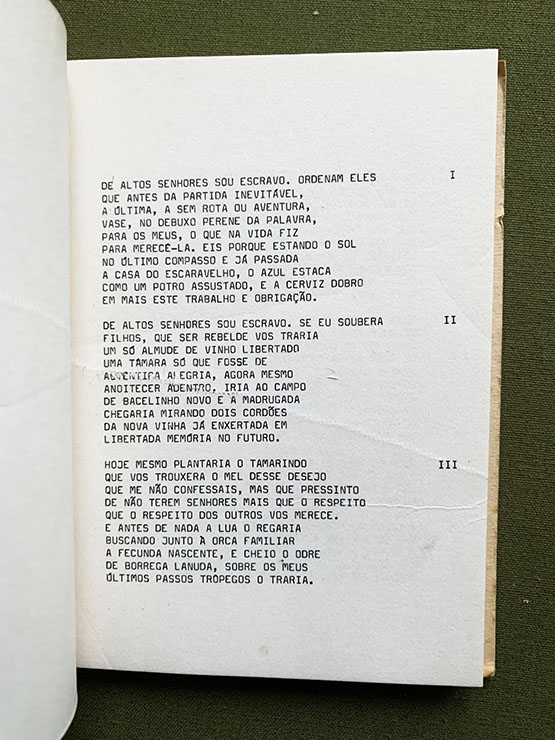 DE ALTOS SENHORES SOU ESCRAVO. ORDENAM ELES I
QUE ANTES DA PARTIDA INEVITÁVEL,
A ÚLTIMA, A SEM ROTA OU AVENTURA,
VASE, NO DEBUXO PERENE DA PALAVRA,
PARA OS MEUS, O QUE NA VIDA FIZ
PARA MERECÊ-LA. EIS PORQUE ESTANDO O SOL
NO ÚLTIMO COMPASSO E JÁ PASSADA
A CASA DO ESCARAVELHO, O AZUL ESTACA
COMO UM POTRO ASSUSTADO, E A CERVIZ DOBRO
EM MAIS ESTE TRABALHO E OBRIGAÇÃO.
DE ALTOS SENHORES SOU ESCRAVO. SE EU SOUBERA II
FILHOS, QUE SER REBELDE VOS TRARIA
UM SÓ ALMUDE DE VINHO LIBERTADO
UMA TÂMARA SÓ QUE FOSSE DE
AUTÊNTICA ALEGRIA, AGORA MESMO
ANOITECER ADENTRO, IRIA AO CAMPO
DE BACELINHO NOVO E À MADRUGADA
CHEGARIA MIRANDO DOIS CORDÕES
DA NOVA VINHA JÁ ENXERTADA EM
LIBERTADA MEMÓRIA NO FUTURO.
HOJE MESMO PLANTARIA O TAMARINDO III
QUE VOS TROUXERA O MEL DESSE DESEJO
QUE ME NÃO CONFESSAIS, MAS QUE PRESSINTO
DE NÃO TEREM SENHORES MAIS QUE O RESPEITO
QUE O RESPEITO DOS OUTROS VOS MERECE.
E ANTES DE NADA A LUA O REGARIA
BUSCANDO JUNTO À ORCA FAMILIAR
A FECUNDA NASCENTE, E CHEIO O ODRE
DE BORREGA LANUDA, SOBRE OS MEUS
ÚLTIMOS PASSOS TRÔPEGOS O TRARIA.